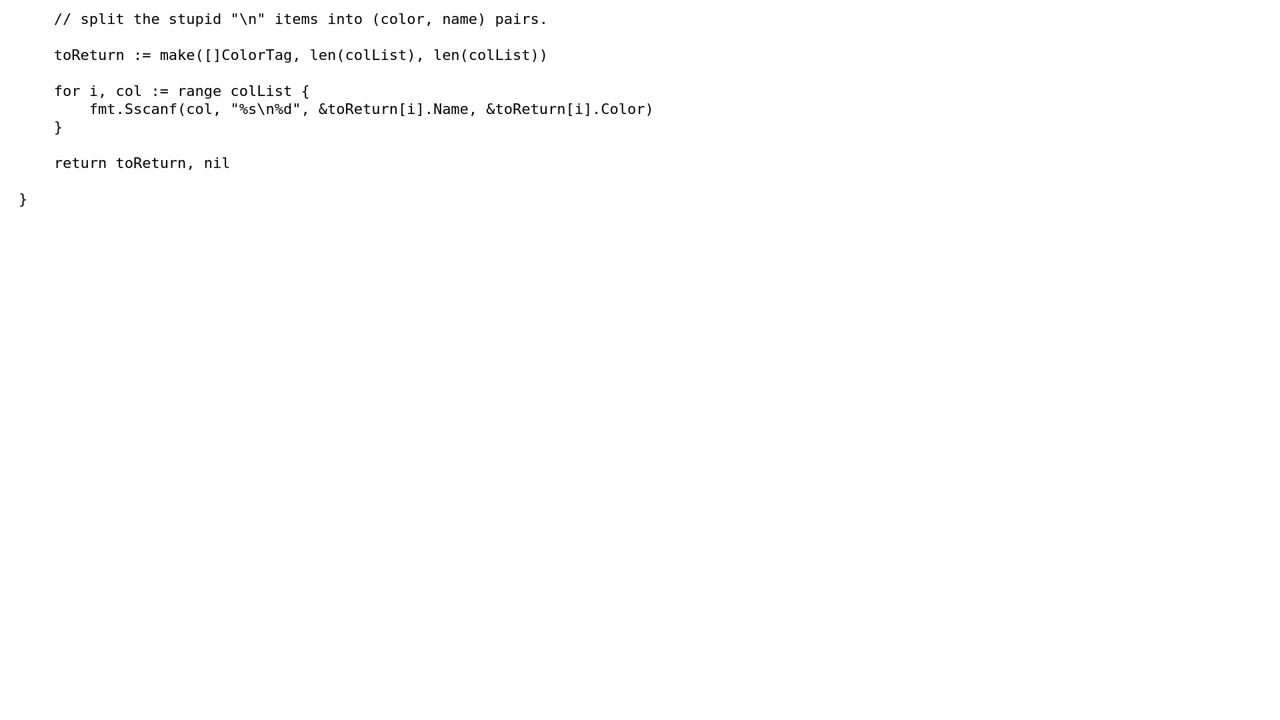 // split the stupid "\n" items into (color, name) pairs.
toReturn := make([]ColorTag, len(colList), len(colList))
for i, col := range colList {
fmt.Sscanf(col, "%s\n%d", &toReturn[i].Name, &toReturn[i].Color)
}
return toReturn, nil
}